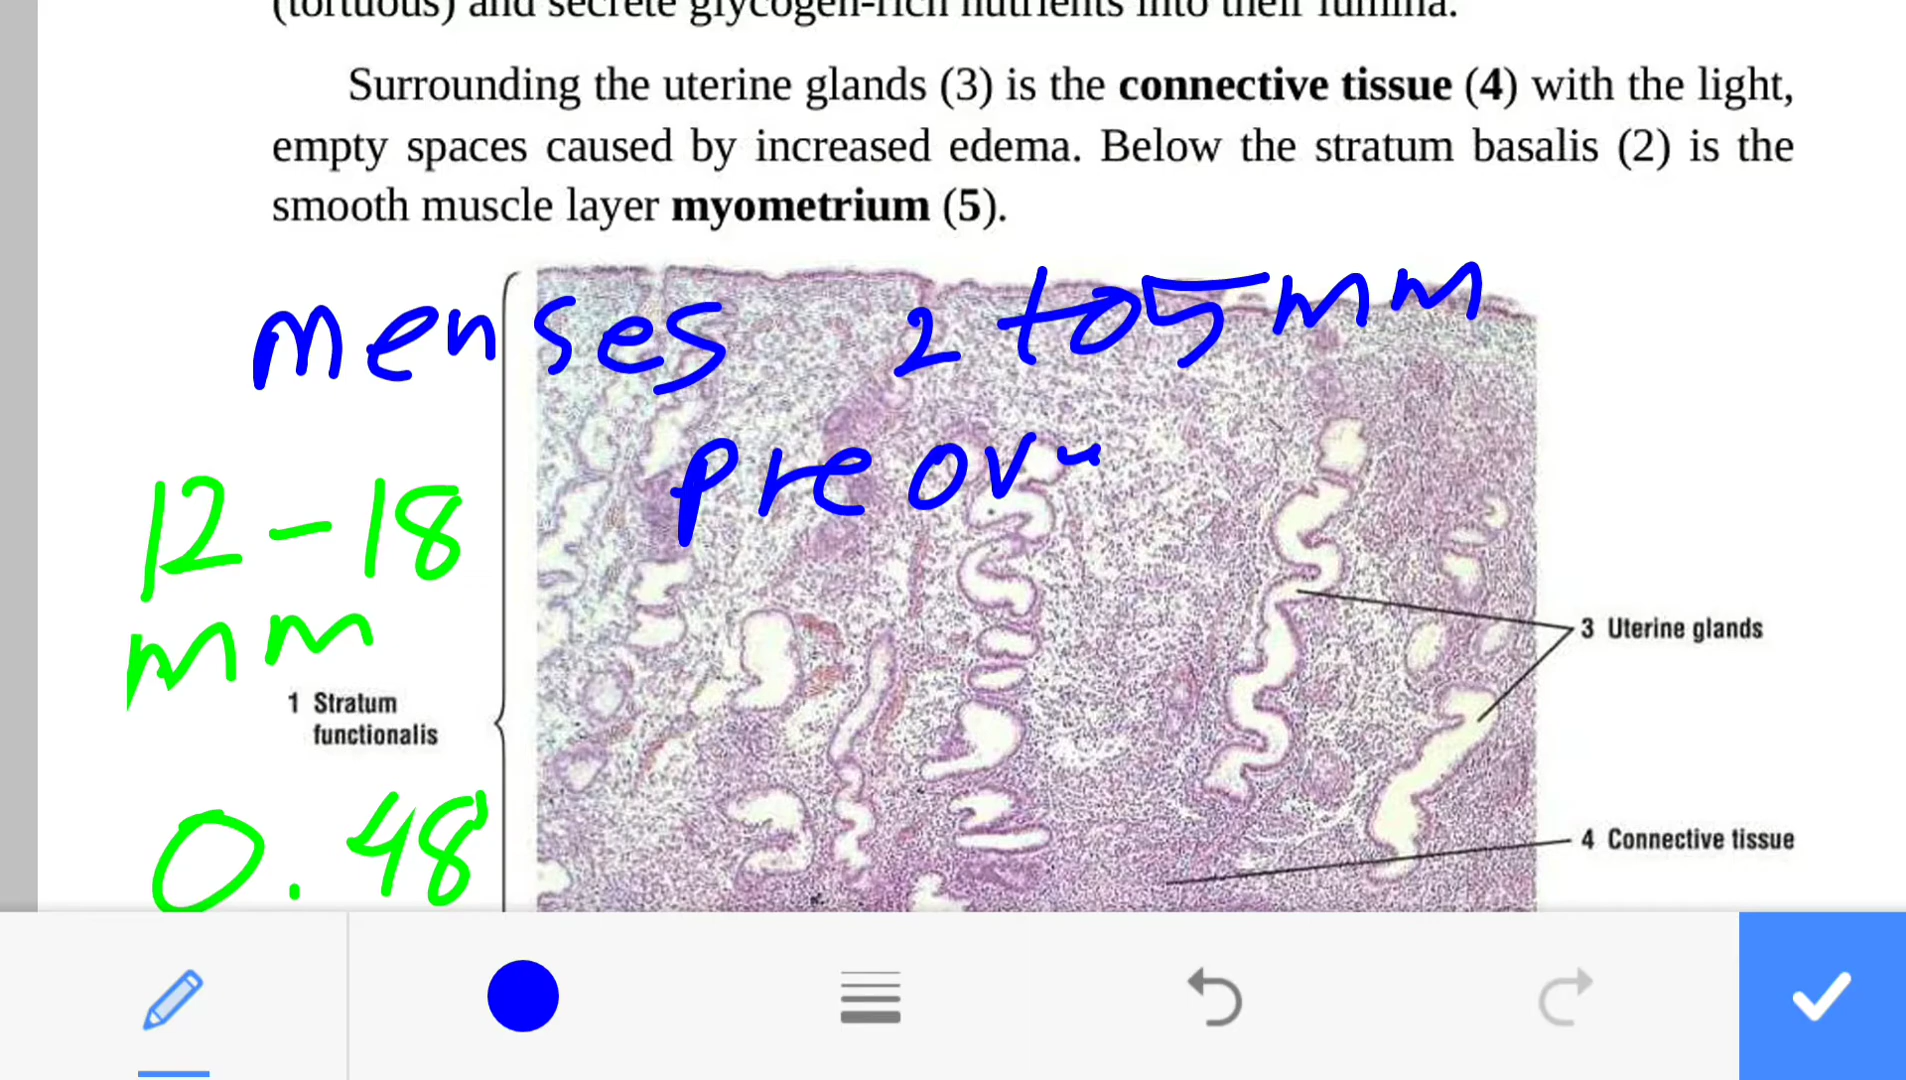 (tortuous) and secrete glycogen-rich nutrients into their lumina.
Surrounding the uterine glands (3) is the connective tissue (4) with the light,
empty spaces caused by increased edema. Below the stratum basalis (2) is the
smooth muscle layer myometrium (5).
menses 2 to 5 mm
pre ov
12 - 18
mm
3 Uterine glands
1 Stratum
functionalis
0.48
4 Connective tissue